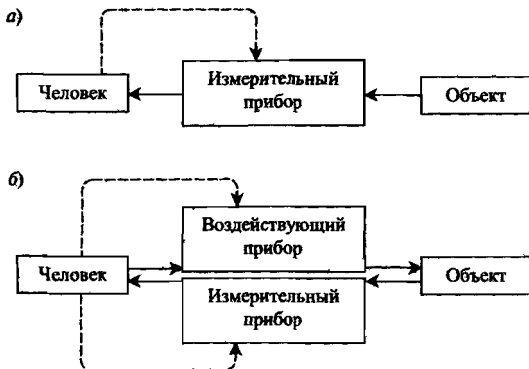 а)
Человек
Измерительный
прибор
Объект
б)
Воздействующий
прибор
Человек
Объект
Измерительный
прибор